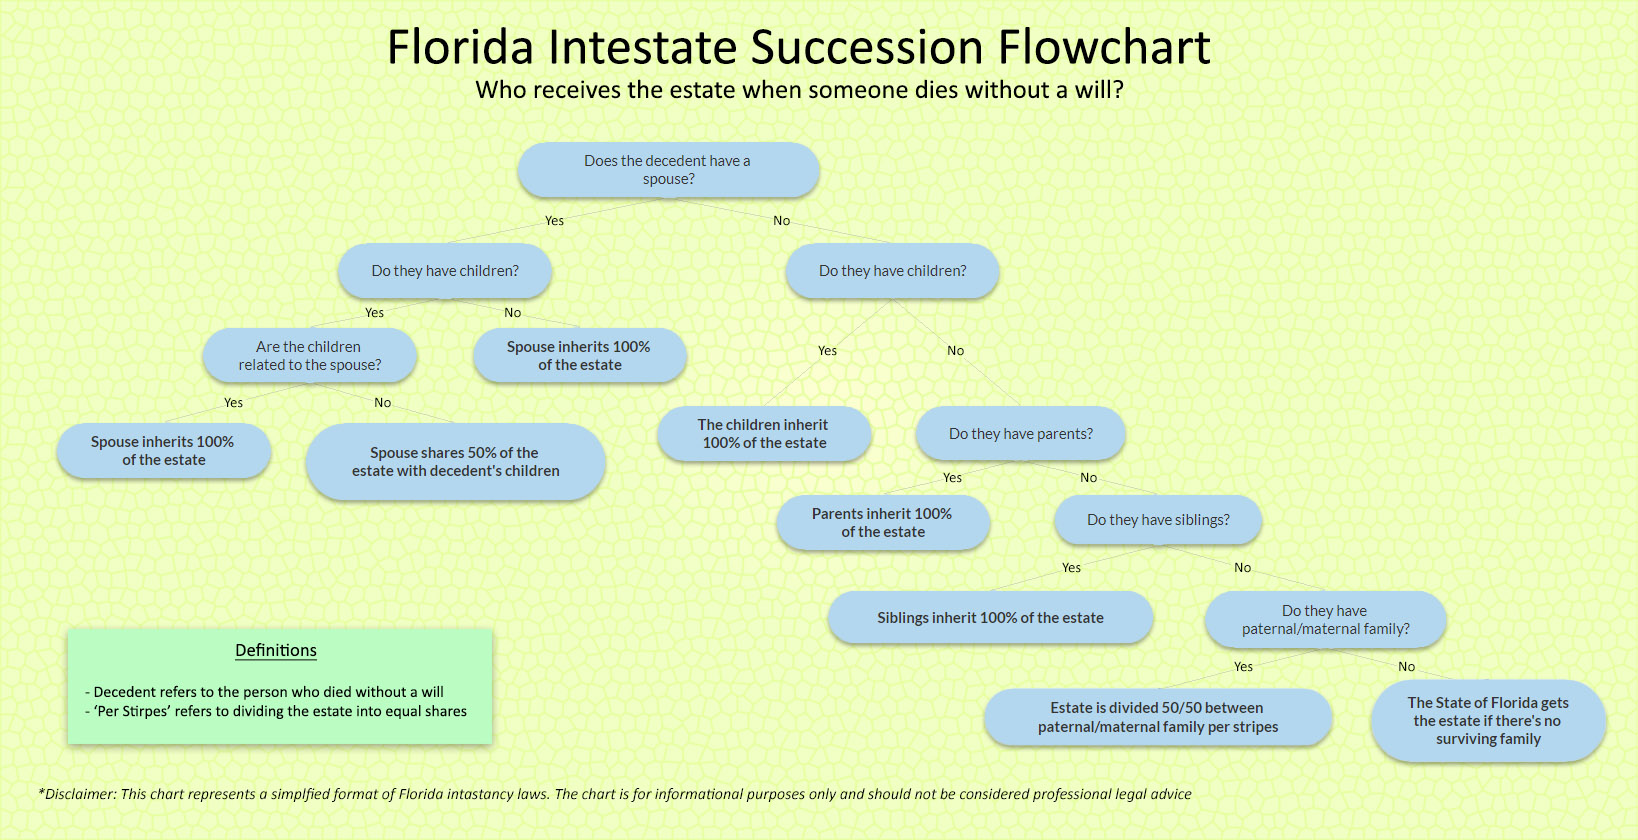 Florida Intestate Succession Flowchart
Who receives the estate when someone dies without a will?
Does the decedent have a
spouse?
Yes
No
Do they have children?
Do they have children?
Yes
No
Are the children
related to the spouse?
Spouse inherits 100%
of the estate
Yes
No
Yes
No
Spouse inherits 100%
of the estate
Spouse shares 50% of the
estate with decedent's children
The children inherit
100% of the estate
Do they have parents?
Yes
No
Parents inherit 100%
of the estate
Do they have siblings?
Yes
No
Siblings inherit 100% of the estate
Do they have
paternal/maternal family?
Yes
No
Estate is divided 50/50 between
paternal/maternal family per stripes
The State of Florida gets
the estate if there's no
surviving family
Definitions
- Decedent refers to the person who died without a will
- ‘Per Stirpes’ refers to dividing the estate into equal shares
*Disclaimer: This chart represents a simplfied format of Florida intastancy laws. The chart is for informational purposes only and should not be considered professional legal advice